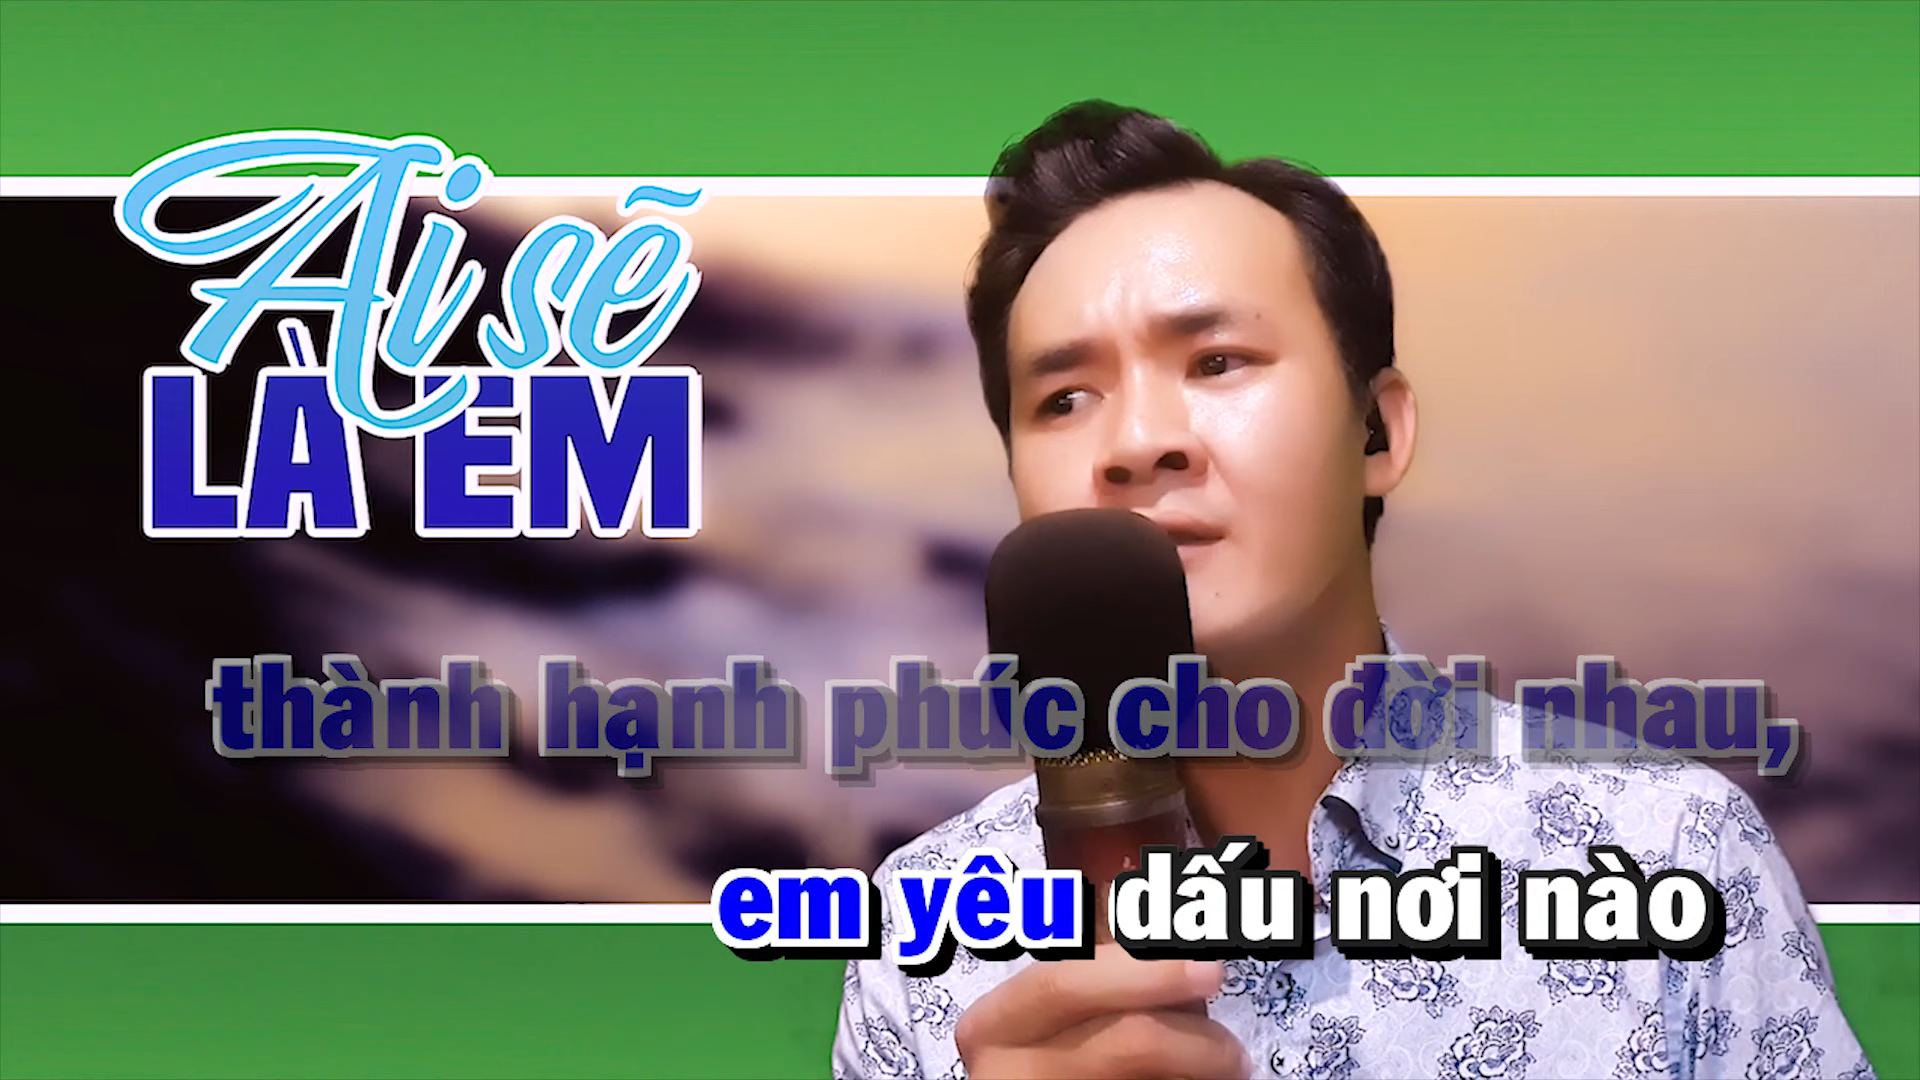 Ai sẽ
LÀ EM
thành hạnh phúc cho đời nhau,
em yêu dấu nơi nào